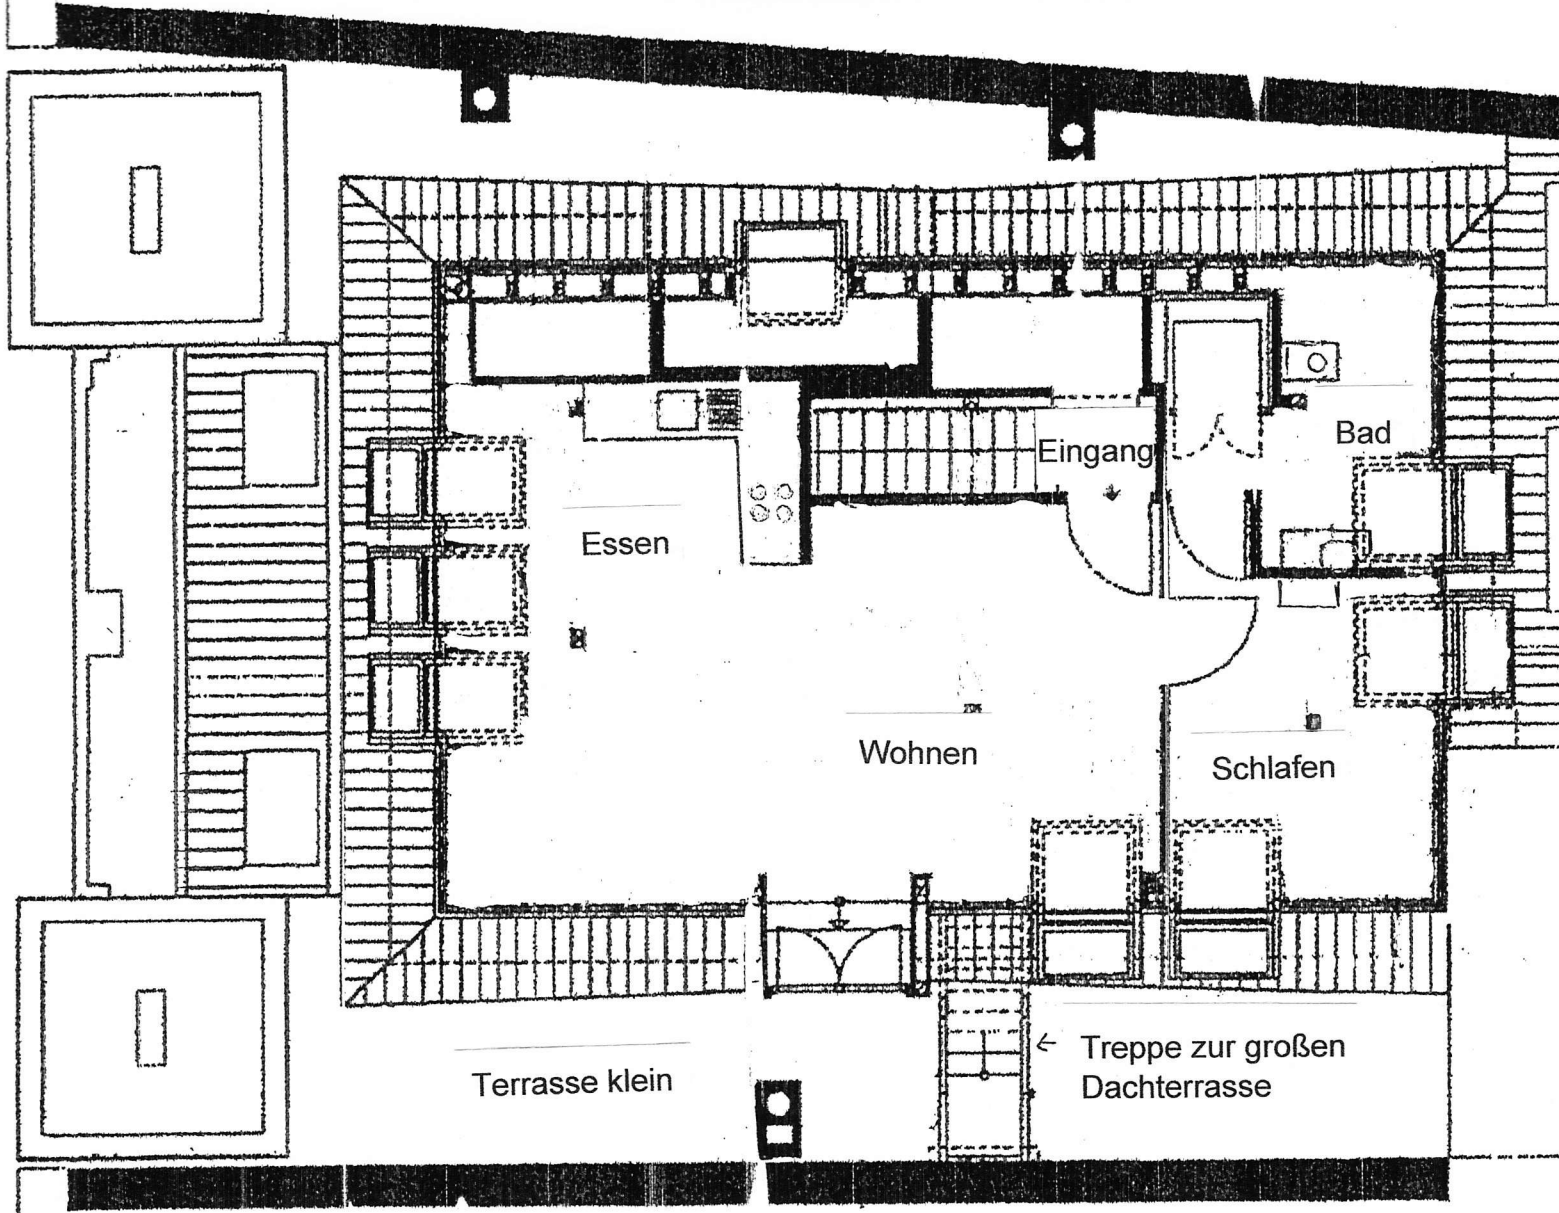 Eingang
Bad
Essen
Wohnen
Schlafen
Terrasse klein
Treppe zur großen
Dachterrasse